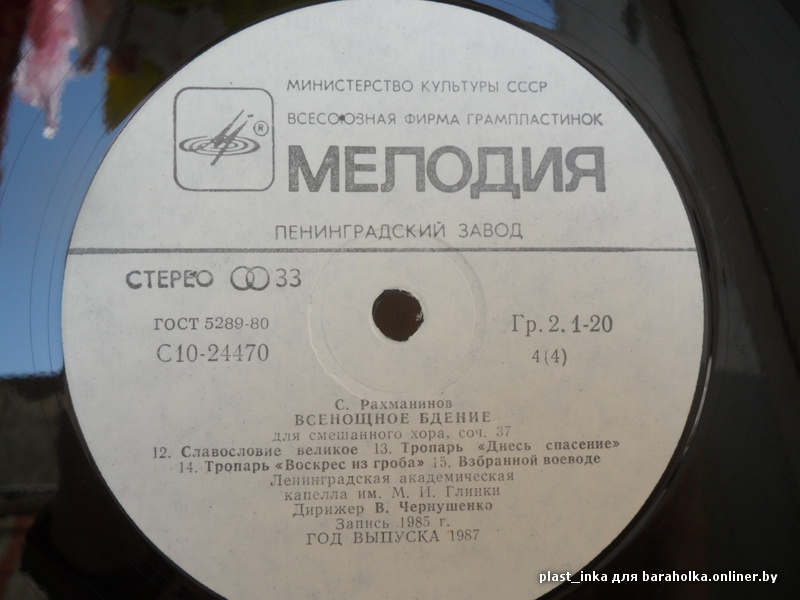 МИНИСТЕРСТВО КУЛЬТУРЫ СССР
ВСЕСОЮЗНАЯ ФИРМА ГРАМПЛАСТИНОК
®
МЕЛОДИЯ
ЛЕНИНГРАДСКИЙ ЗАВОД
СТЕРЕО 33
ГОСТ 5289-80
Гр. 2. 1-20
С10-24470
4 (4)
С. Рахманинов
ВСЕНОЩНОЕ БДЕНИЕ
для смешанного хора, соч. 37
12. Славословие великое 13. Тропарь «Днесь спасение»
14. Тропарь «Воскрес из гроба» 15. Взбранной воеводе
Ленинградская академическая
капелла им. М. И. Глинки
Дирижер В. Чернушенко
Запись 1985 г.
ГОД ВЫПУСКА 1987
plast_inka для baraholka.onliner.by